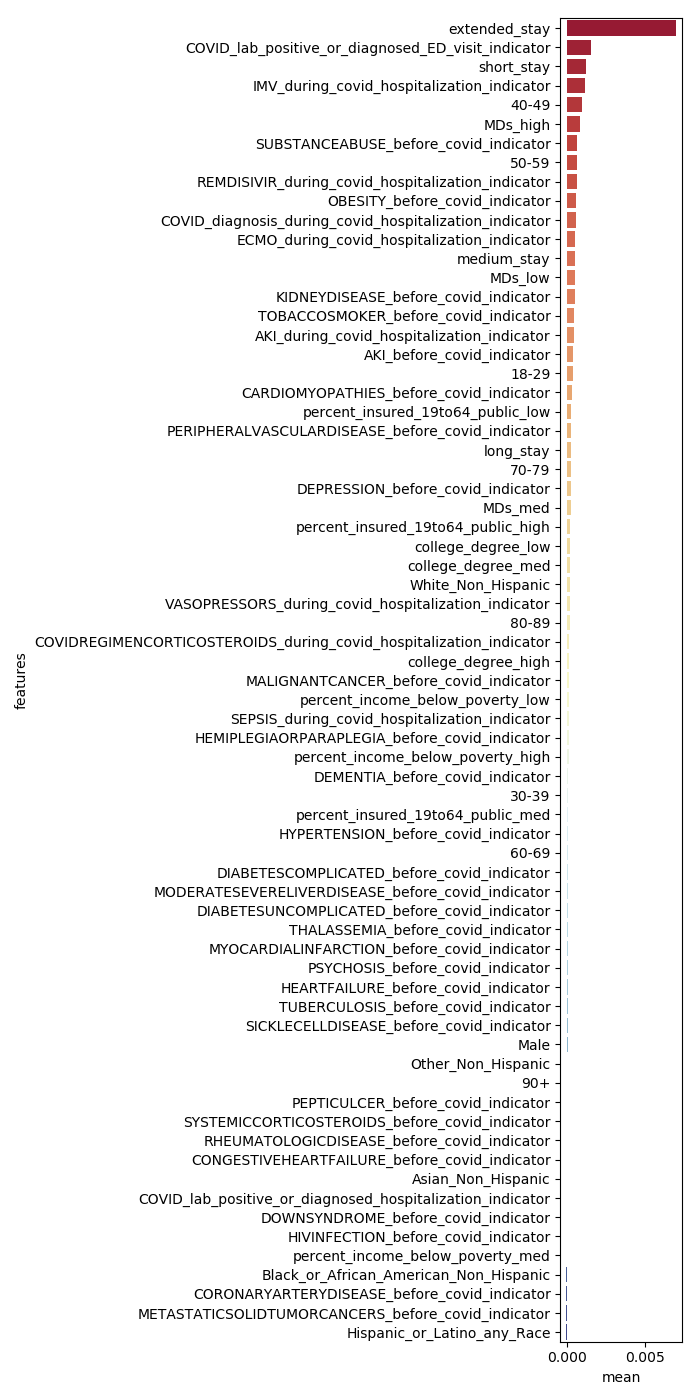 extended_stay
COVID_lab_positive_or_diagnosed_ED_visit_indicator
short_stay
IMV_during_covid_hospitalization_indicator
40-49
MDs_high
SUBSTANCEABUSE_before_covid_indicator
50-59
REMDISIVIR_during_covid_hospitalization_indicator
OBESITY_before_covid_indicator
COVID_diagnosis_during_covid_hospitalization_indicator
ECMO_during_covid_hospitalization_indicator
medium_stay
MDs_low
KIDNEYDISEASE_before_covid_indicator
TOBACCOSMOKER_before_covid_indicator
AKI_during_covid_hospitalization_indicator
AKI_before_covid_indicator
18-29
CARDIOMYOPATHIES_before_covid_indicator
percent_insured_19to64_public_low
PERIPHERALVASCULARDISEASE_before_covid_indicator
long_stay
70-79
DEPRESSION_before_covid_indicator
MDs_med
percent_insured_19to64_public_high
college_degree_low
college_degree_med
White_Non_Hispanic
VASOPRESSORS_during_covid_hospitalization_indicator
80-89
COVIDREGIMENCORTICOSTEROIDS_during_covid_hospitalization_indicator
college_degree_high
MALIGNANTCANCER_before_covid_indicator
percent_income_below_poverty_low
SEPSIS_during_covid_hospitalization_indicator
HEMIPLEGIAORPARAPLEGIA_before_covid_indicator
percent_income_below_poverty_high
DEMENTIA_before_covid_indicator
30-39
percent_insured_19to64_public_med
HYPERTENSION_before_covid_indicator
60-69
DIABETESCOMPLICATED_before_covid_indicator
MODERATESEVERELIVERDISEASE_before_covid_indicator
DIABETESUNCOMPLICATED_before_covid_indicator
THALASSEMIA_before_covid_indicator
MYOCARDIALINFARCTION_before_covid_indicator
PSYCHOSIS_before_covid_indicator
HEARTFAILURE_before_covid_indicator
TUBERCULOSIS_before_covid_indicator
SICKLECELLDISEASE_before_covid_indicator
Male
Other_Non_Hispanic
90+
PEPTICULCER_before_covid_indicator
SYSTEMICCORTICOSTEROIDS_before_covid_indicator
RHEUMATOLOGICDISEASE_before_covid_indicator
CONGESTIVEHEARTFAILURE_before_covid_indicator
Asian_Non_Hispanic
COVID_lab_positive_or_diagnosed_hospitalization_indicator
DOWNSYNDROME_before_covid_indicator
HIVINFECTION_before_covid_indicator
percent_income_below_poverty_med
Black_or_African_American_Non_Hispanic
CORONARYARTERYDISEASE_before_covid_indicator
METASTATICSOLIDTUMORCANCERS_before_covid_indicator
Hispanic_or_Latino_any_Race
features
0.000 0.005
mean